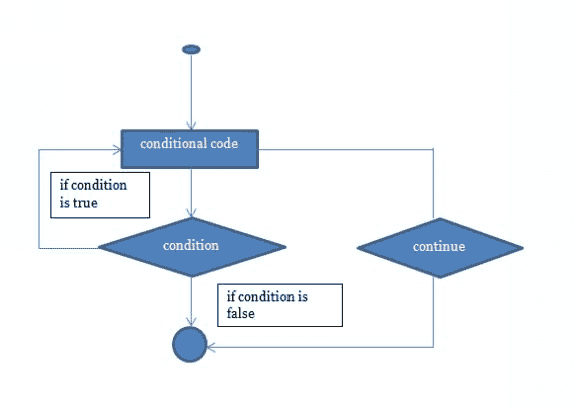 conditional code
if condition
is true
condition
continue
if condition is
false